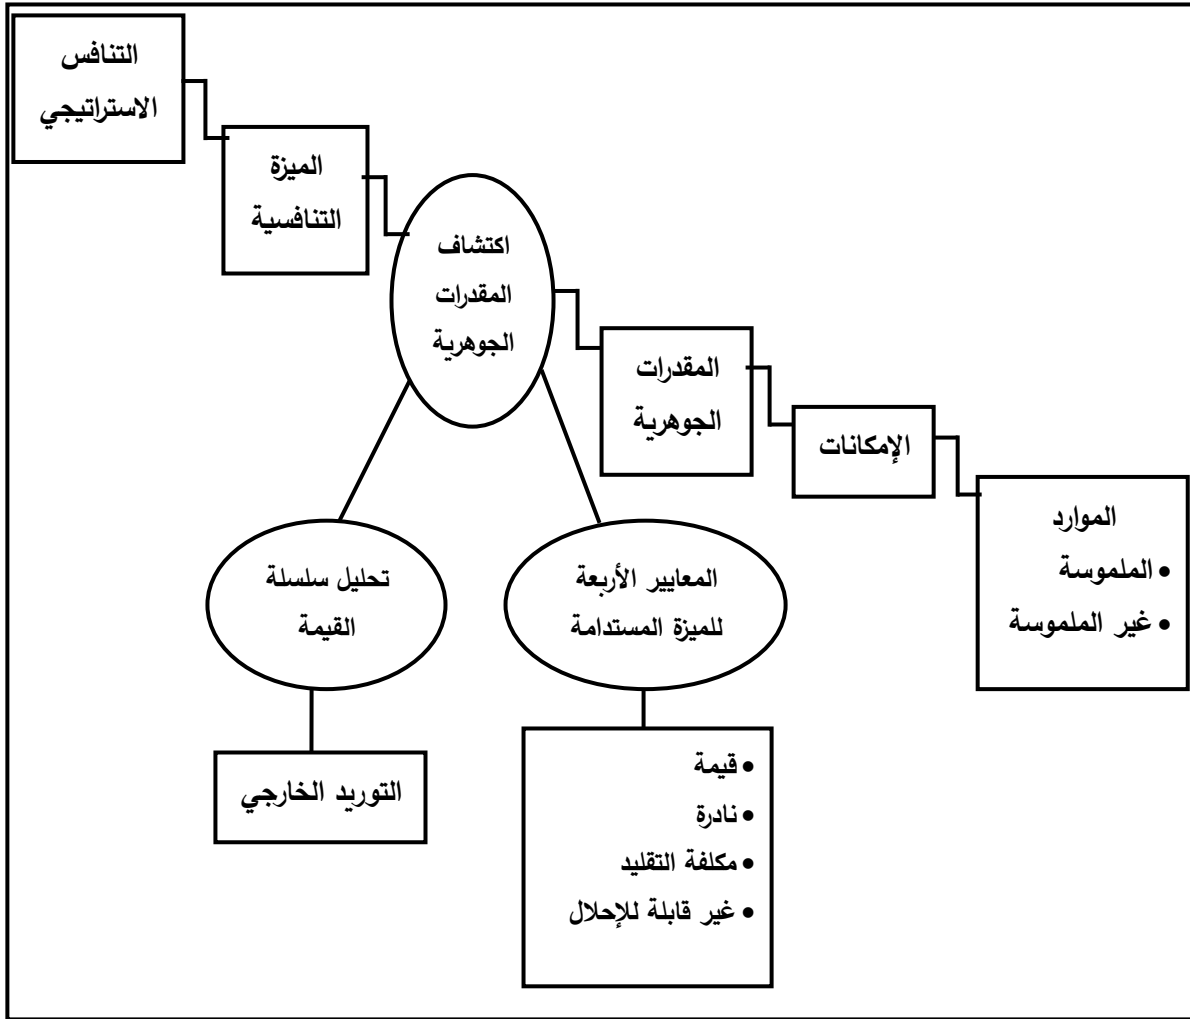 التنافس
الاستراتيجي
الميزة
التنافسية
اكتشاف
المقدرات
الجوهرية
المقدرات
الجوهرية
الإمكانات
الموارد
• الملموسة
• غير الملموسة
تحليل سلسلة
القيمة
المعايير الأربعة
للميزة المستدامة
التوريد الخارجي
• قيمة
• نادرة
• مكلفة التقليد
• غير قابلة للإحلال